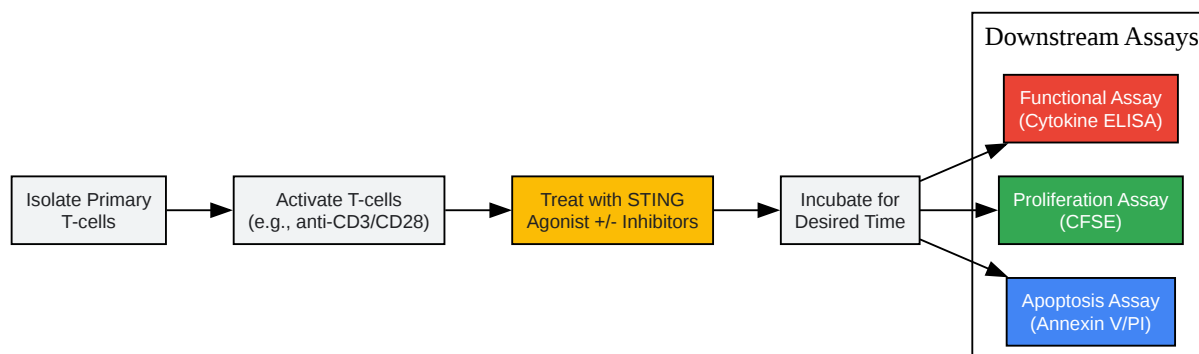 Downstream Assays
Functional Assay
(Cytokine ELISA)
Isolate Primary
T-cells
Activate T-cells
(e.g., anti-CD3/CD28)
Treat with STING
Agonist +/- Inhibitors
Incubate for
Desired Time
Proliferation Assay
(CFSE)
Apoptosis Assay
(Annexin V/PI)